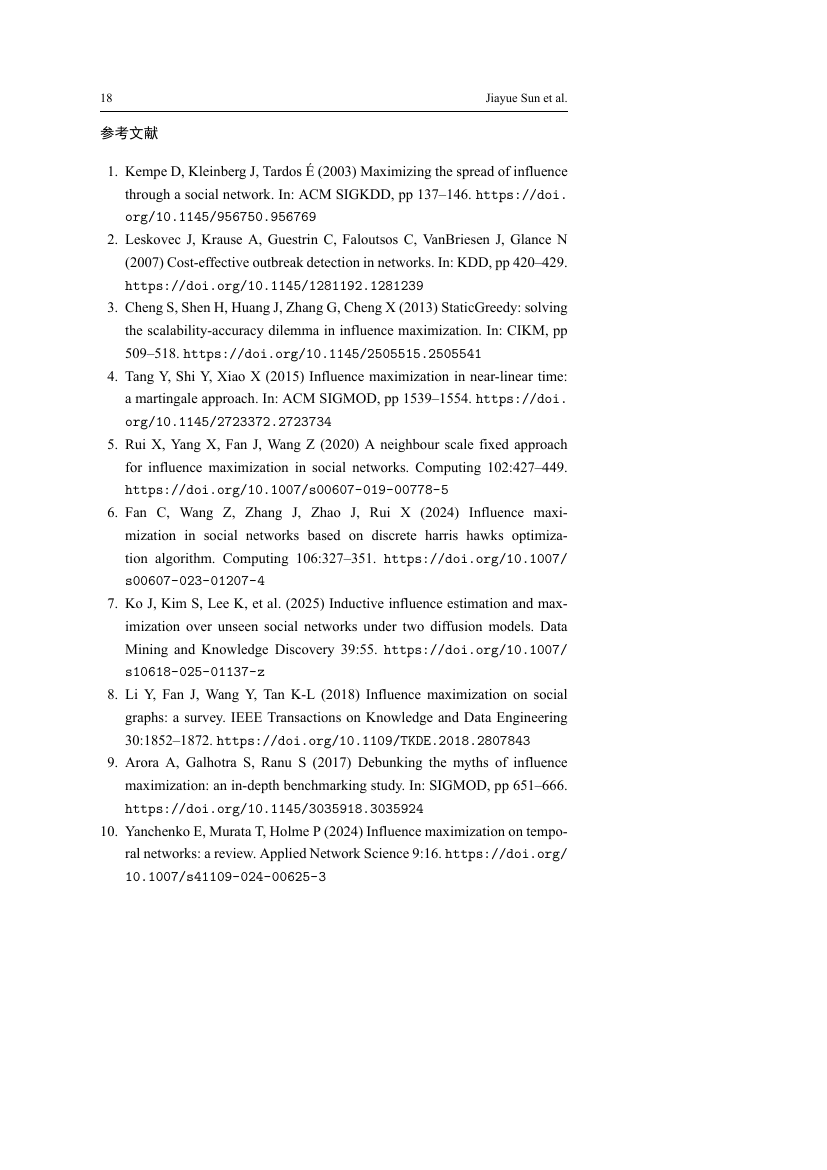 18
Jiayue Sun et al.
参考文献
1. Kempe D, Kleinberg J, Tardos É (2003) Maximizing the spread of influence
through a social network. In: ACM SIGKDD, pp 137–146. https://doi.
org/10.1145/956750.956769
2. Leskovec J, Krause A, Guestrin C, Faloutsos C, VanBriesen J, Glance N
(2007) Cost-effective outbreak detection in networks. In: KDD, pp 420–429.
https://doi.org/10.1145/1281192.1281239
3. Cheng S, Shen H, Huang J, Zhang G, Cheng X (2013) StaticGreedy: solving
the scalability-accuracy dilemma in influence maximization. In: CIKM, pp
509–518. https://doi.org/10.1145/2505515.2505541
4. Tang Y, Shi Y, Xiao X (2015) Influence maximization in near-linear time:
a martingale approach. In: ACM SIGMOD, pp 1539–1554. https://doi.
org/10.1145/2723372.2723734
5. Rui X, Yang X, Fan J, Wang Z (2020) A neighbour scale fixed approach
for influence maximization in social networks. Computing 102:427–449.
https://doi.org/10.1007/s00607-019-00778-5
6. Fan C, Wang Z, Zhang J, Zhao J, Rui X (2024) Influence maxi-
mization in social networks based on discrete harris hawks optimiza-
tion algorithm. Computing 106:327–351. https://doi.org/10.1007/
s00607-023-01207-4
7. Ko J, Kim S, Lee K, et al. (2025) Inductive influence estimation and max-
imization over unseen social networks under two diffusion models. Data
Mining and Knowledge Discovery 39:55. https://doi.org/10.1007/
s10618-025-01137-z
8. Li Y, Fan J, Wang Y, Tan K-L (2018) Influence maximization on social
graphs: a survey. IEEE Transactions on Knowledge and Data Engineering
30:1852–1872. https://doi.org/10.1109/TKDE.2018.2807843
9. Arora A, Galhotra S, Ranu S (2017) Debunking the myths of influence
maximization: an in-depth benchmarking study. In: SIGMOD, pp 651–666.
https://doi.org/10.1145/3035918.3035924
10. Yanchenko E, Murata T, Holme P (2024) Influence maximization on tempo-
ral networks: a review. Applied Network Science 9:16. https://doi.org/
10.1007/s41109-024-00625-3